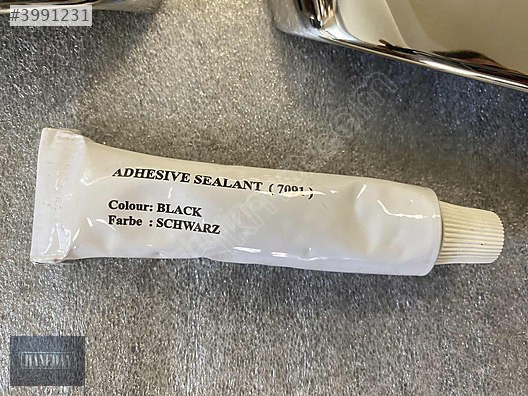 #3991231
ADHESIVE SEALANT ( 7091 )
Colour: BLACK
Farbe : SCHWARZ